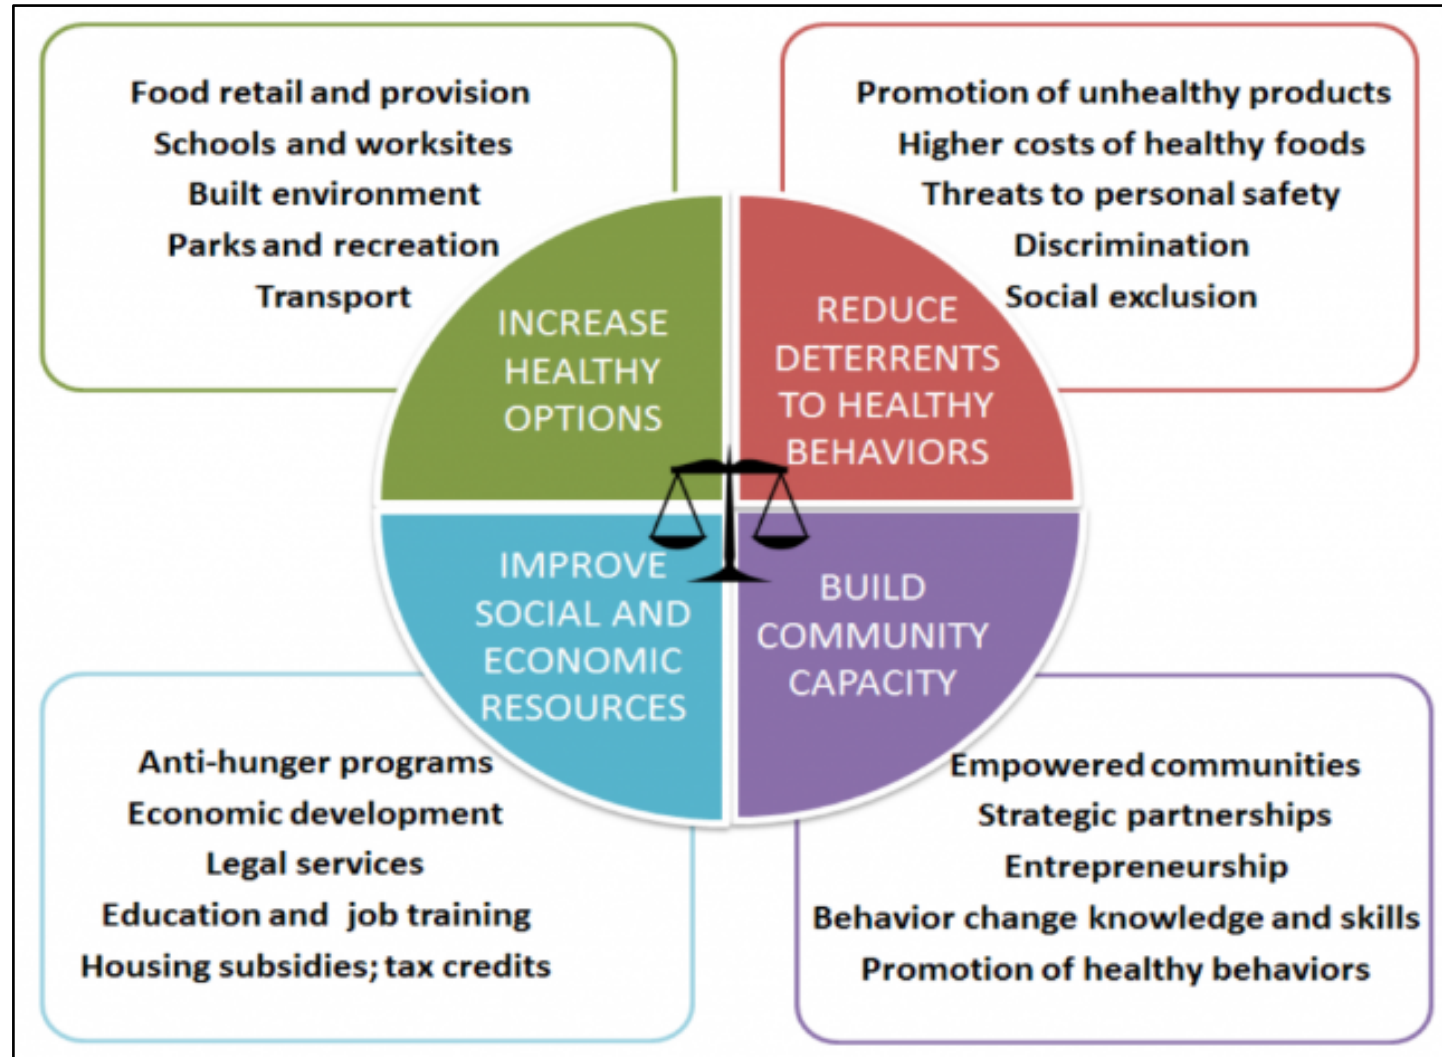 Food retail and provision
Schools and worksites
Built environment
Parks and recreation
Transport
Promotion of unhealthy products
Higher costs of healthy foods
Threats to personal safety
Discrimination
Social exclusion
INCREASE
HEALTHY
OPTIONS
REDUCE
DETERRENTS
TO HEALTHY
BEHAVIORS
IMPROVE
SOCIAL AND
ECONOMIC
RESOURCES
BUILD
COMMUNITY
CAPACITY
Anti-hunger programs
Economic development
Legal services
Education and job training
Housing subsidies; tax credits
Empowered communities
Strategic partnerships
Entrepreneurship
Behavior change knowledge and skills
Promotion of healthy behaviors